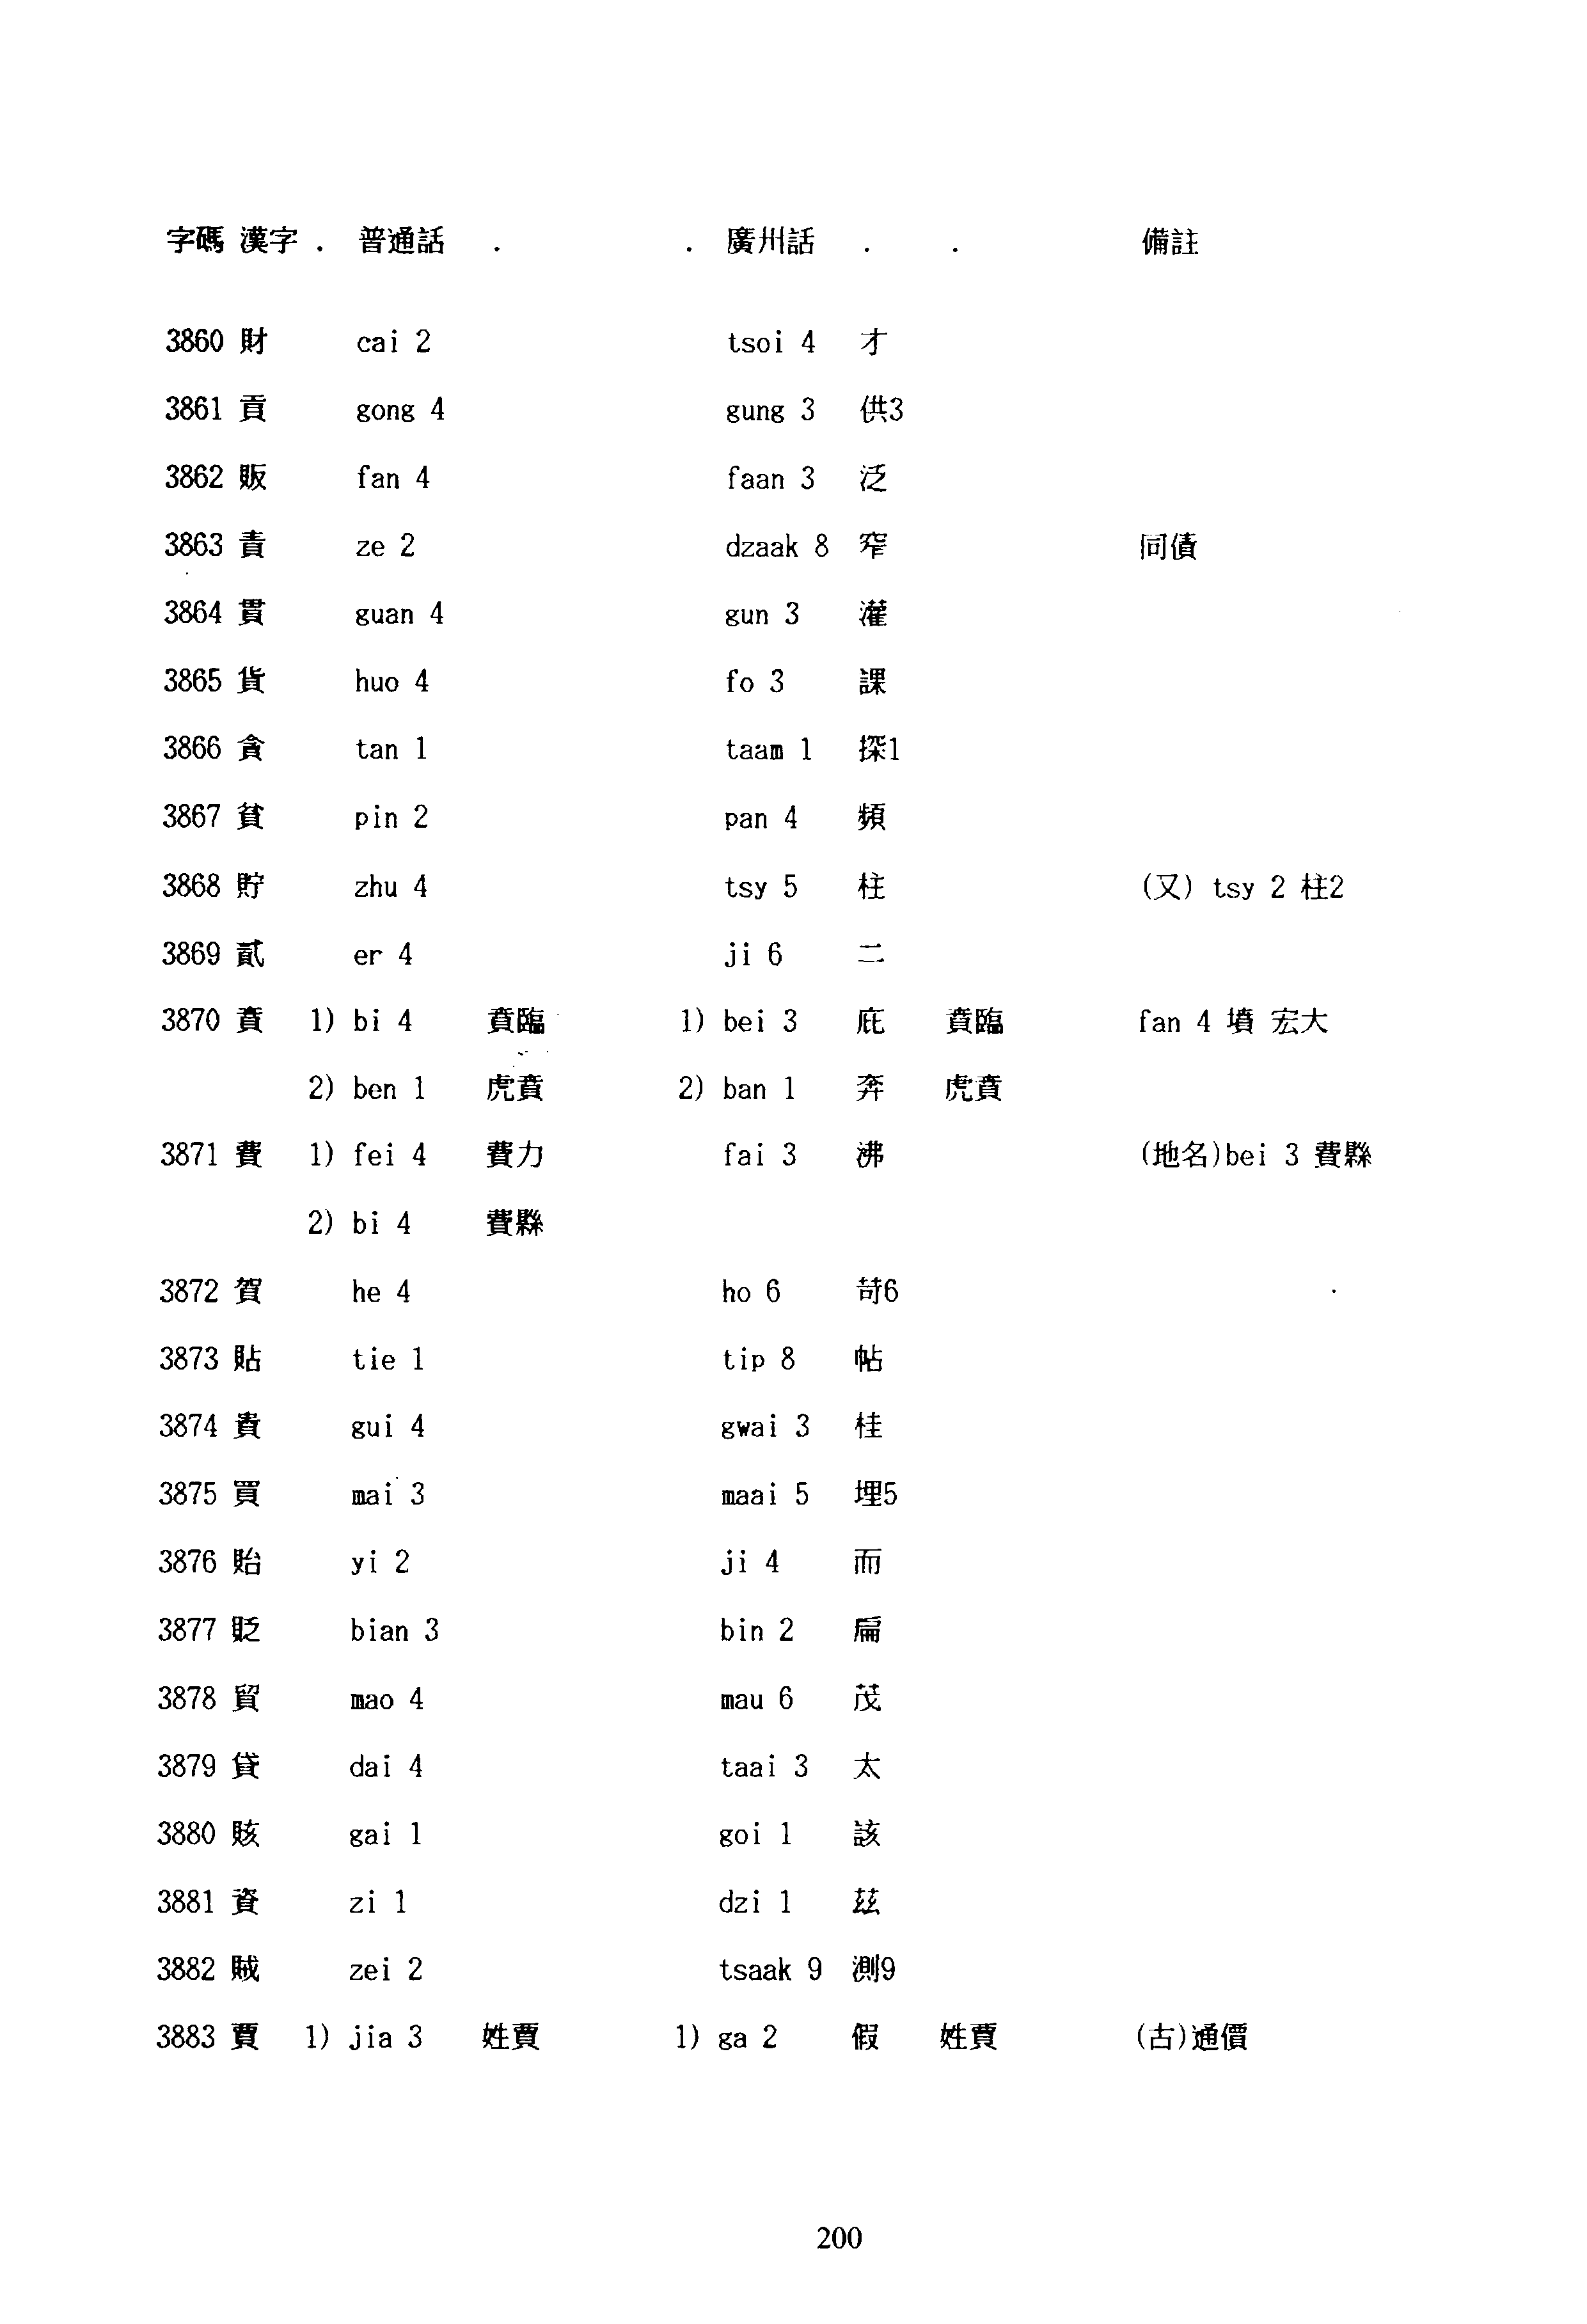 字碼 漢字 . 普通話 . . 廣州話 . . 備註
3860 財 cai 2 tsoi 4 才
3861 貢 gong 4 gung 3 供3
3862 販 fan 4 faan 3 泛
3863 責 ze 2 dzaak 8 窄 同債
3864 貫 guan 4 gun 3 灌
3865 貨 huo 4 fo 3 課
3866 貪 tan 1 taam 1 探1
3867 貧 pin 2 pan 4 頻
3868 貯 zhu 4 tsy 5 柱 (又) tsy 2 柱2
3869 貳 er 4 ji 6 二
3870 賁 1) bi 4 賁臨 1) bei 3 庇 賁臨 fan 4 墳 宏大
2) ben 1 虎賁 2) ban 1 奔 虎賁
3871 費 1) fei 4 費力 fai 3 沸 (地名)bei 3 費縣
2) bi 4 費縣
3872 賀 he 4 ho 6 苛6
3873 貼 tie 1 tip 8 帖
3874 貴 gui 4 gwai 3 桂
3875 買 mai 3 maai 5 埋5
3876 貽 yi 2 ji 4 而
3877 貶 bian 3 bin 2 扁
3878 貿 mao 4 mau 6 茂
3879 貸 dai 4 taai 3 太
3880 賅 gai 1 goi 1 該
3881 資 zi 1 dzi 1 玆
3882 賊 zei 2 tsaak 9 測9
3883 賈 1) jia 3 姓賈 1) ga 2 假 姓賈 (古)通價
200